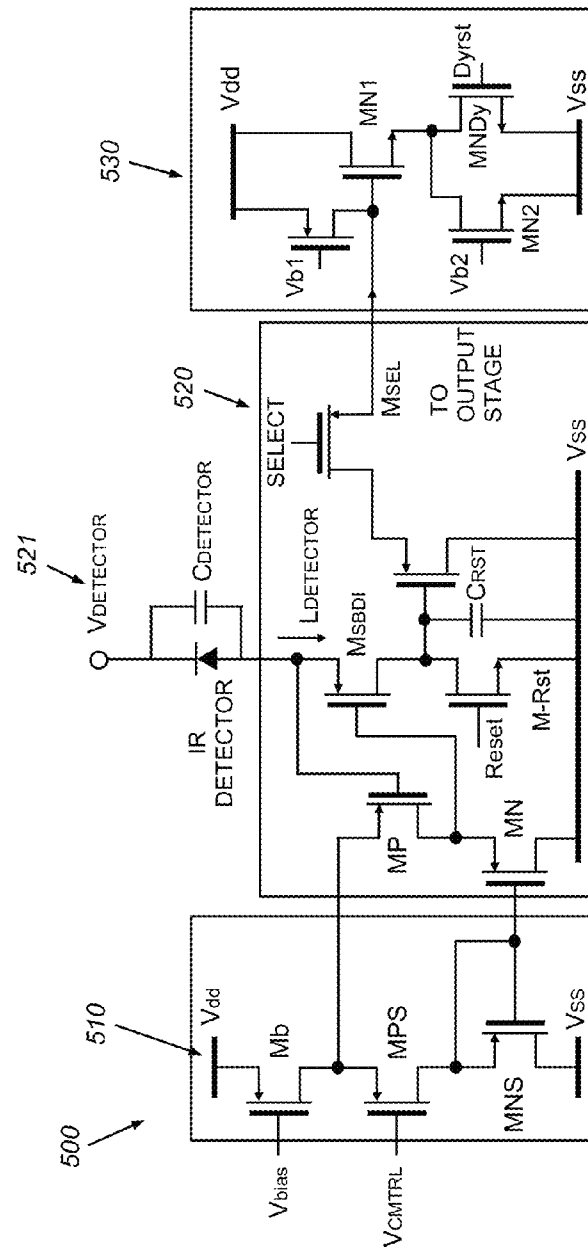 500
510
Vdd
Vbias
Mb
VCMTRL
MPS
MNS
VSS
521
VDETECTOR
CDETECTOR
IR
DETECTOR
LDETECTOR
520
MP
MSBDI
MN
Reset
M-Rst
CRST
SELECT
MSEL
TO
OUTPUT
STAGE
VSS
530
Vdd
Vb1
MN1
Vb2
MN2
MNDy
Dyrst
VSS